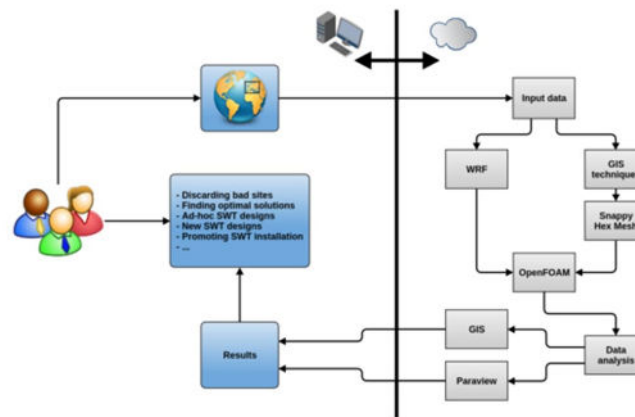 Input data
WRF
GIS
technique
Snappy
Hex Mesh
- Discarding bad sites
- Finding optimal solutions
- Ad-hoc SWT designs
- New SWT designs
- Promoting SWT installation
- ...
OpenFOAM
Results
GIS
Data
analysis
Paraview